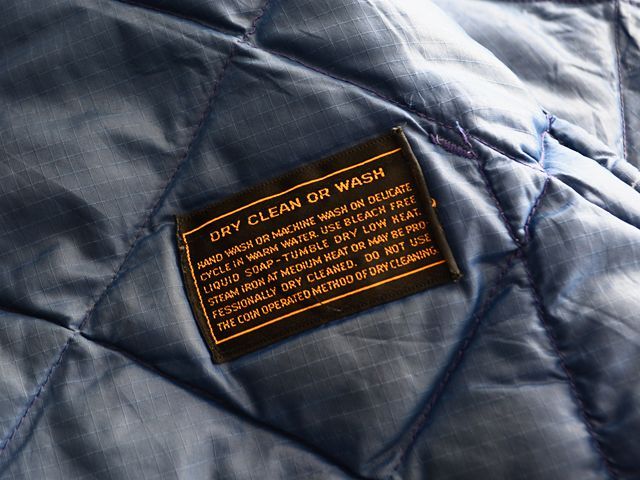 DRY CLEAN OR WASH
HAND WASH OR MACHINE WASH ON DELICATE
CYCLE IN WARM WATER. USE BLEACH FREE
LIQUID SOAP - TUMBLE DRY LOW HEAT.
STEAM IRON AT MEDIUM HEAT OR MAY BE PRO
FESSIONALLY DRY CLEANED. DO NOT USE
THE COIN OPERATED METHOD OF DRY CLEANING